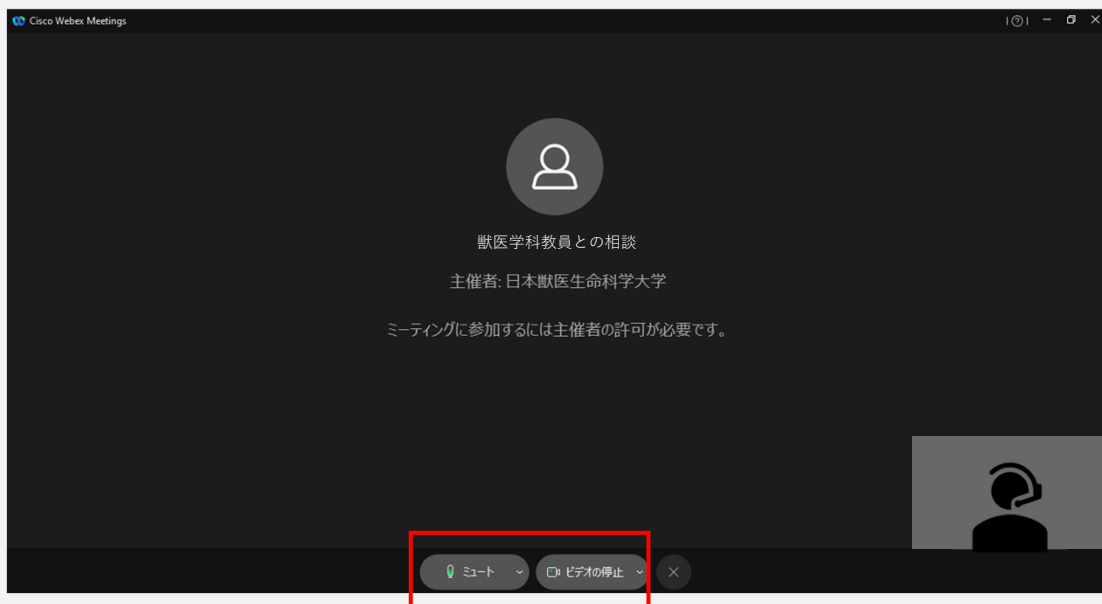 Cisco Webex Meetings
獣医学科教員との相談
主催者: 日本獣医生命科学大学
ミーティングに参加するには主催者の許可が必要です。
ミュート
ビデオの停止